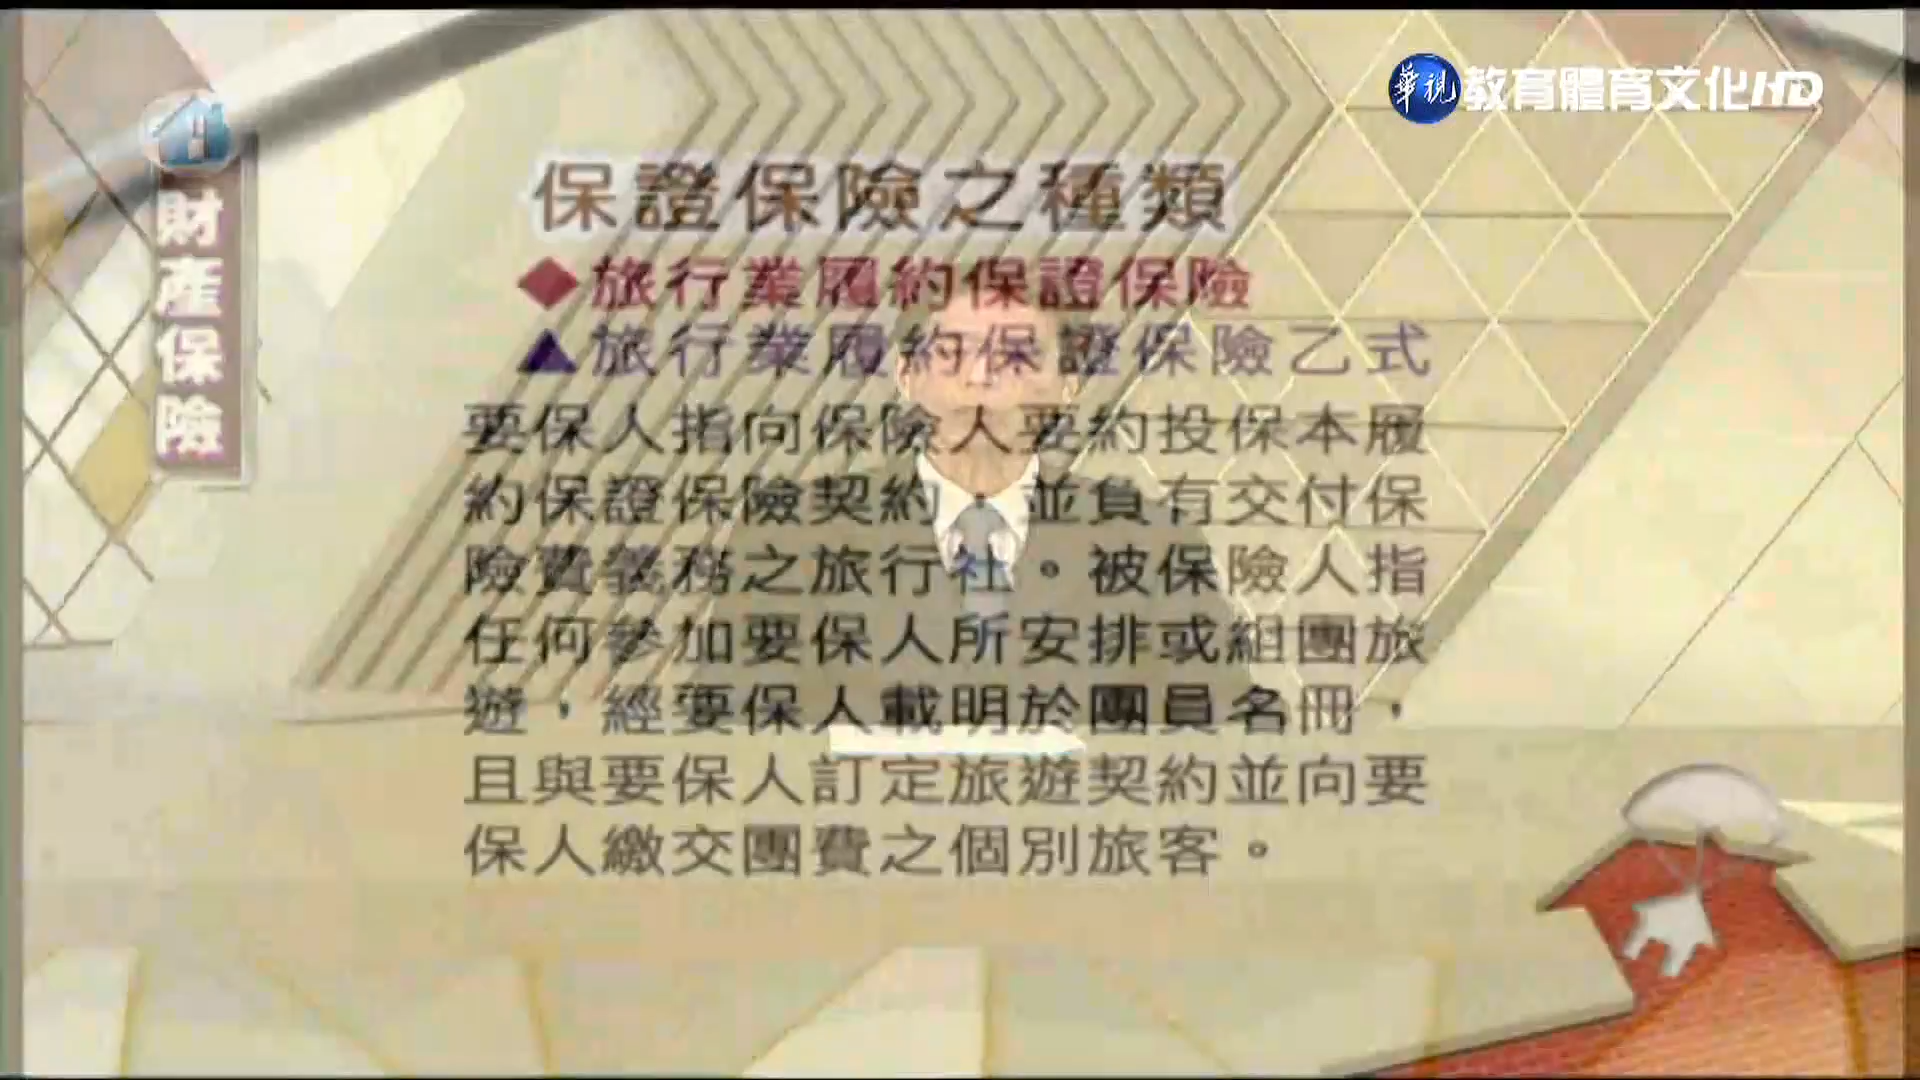 華視 教育體育文化HD
財產保險
保證保險之種類
◆旅行業履約保證保險
▲旅行業履約保證保險乙式
要保人指向保險人要約投保本履
約保證保險契約，並負有交付保
險費義務之旅行社。被保險人指
任何參加要保人所安排或組團旅
遊，經要保人載明於團員名冊，
且與要保人訂定旅遊契約並向要
保人繳交團費之個別旅客。